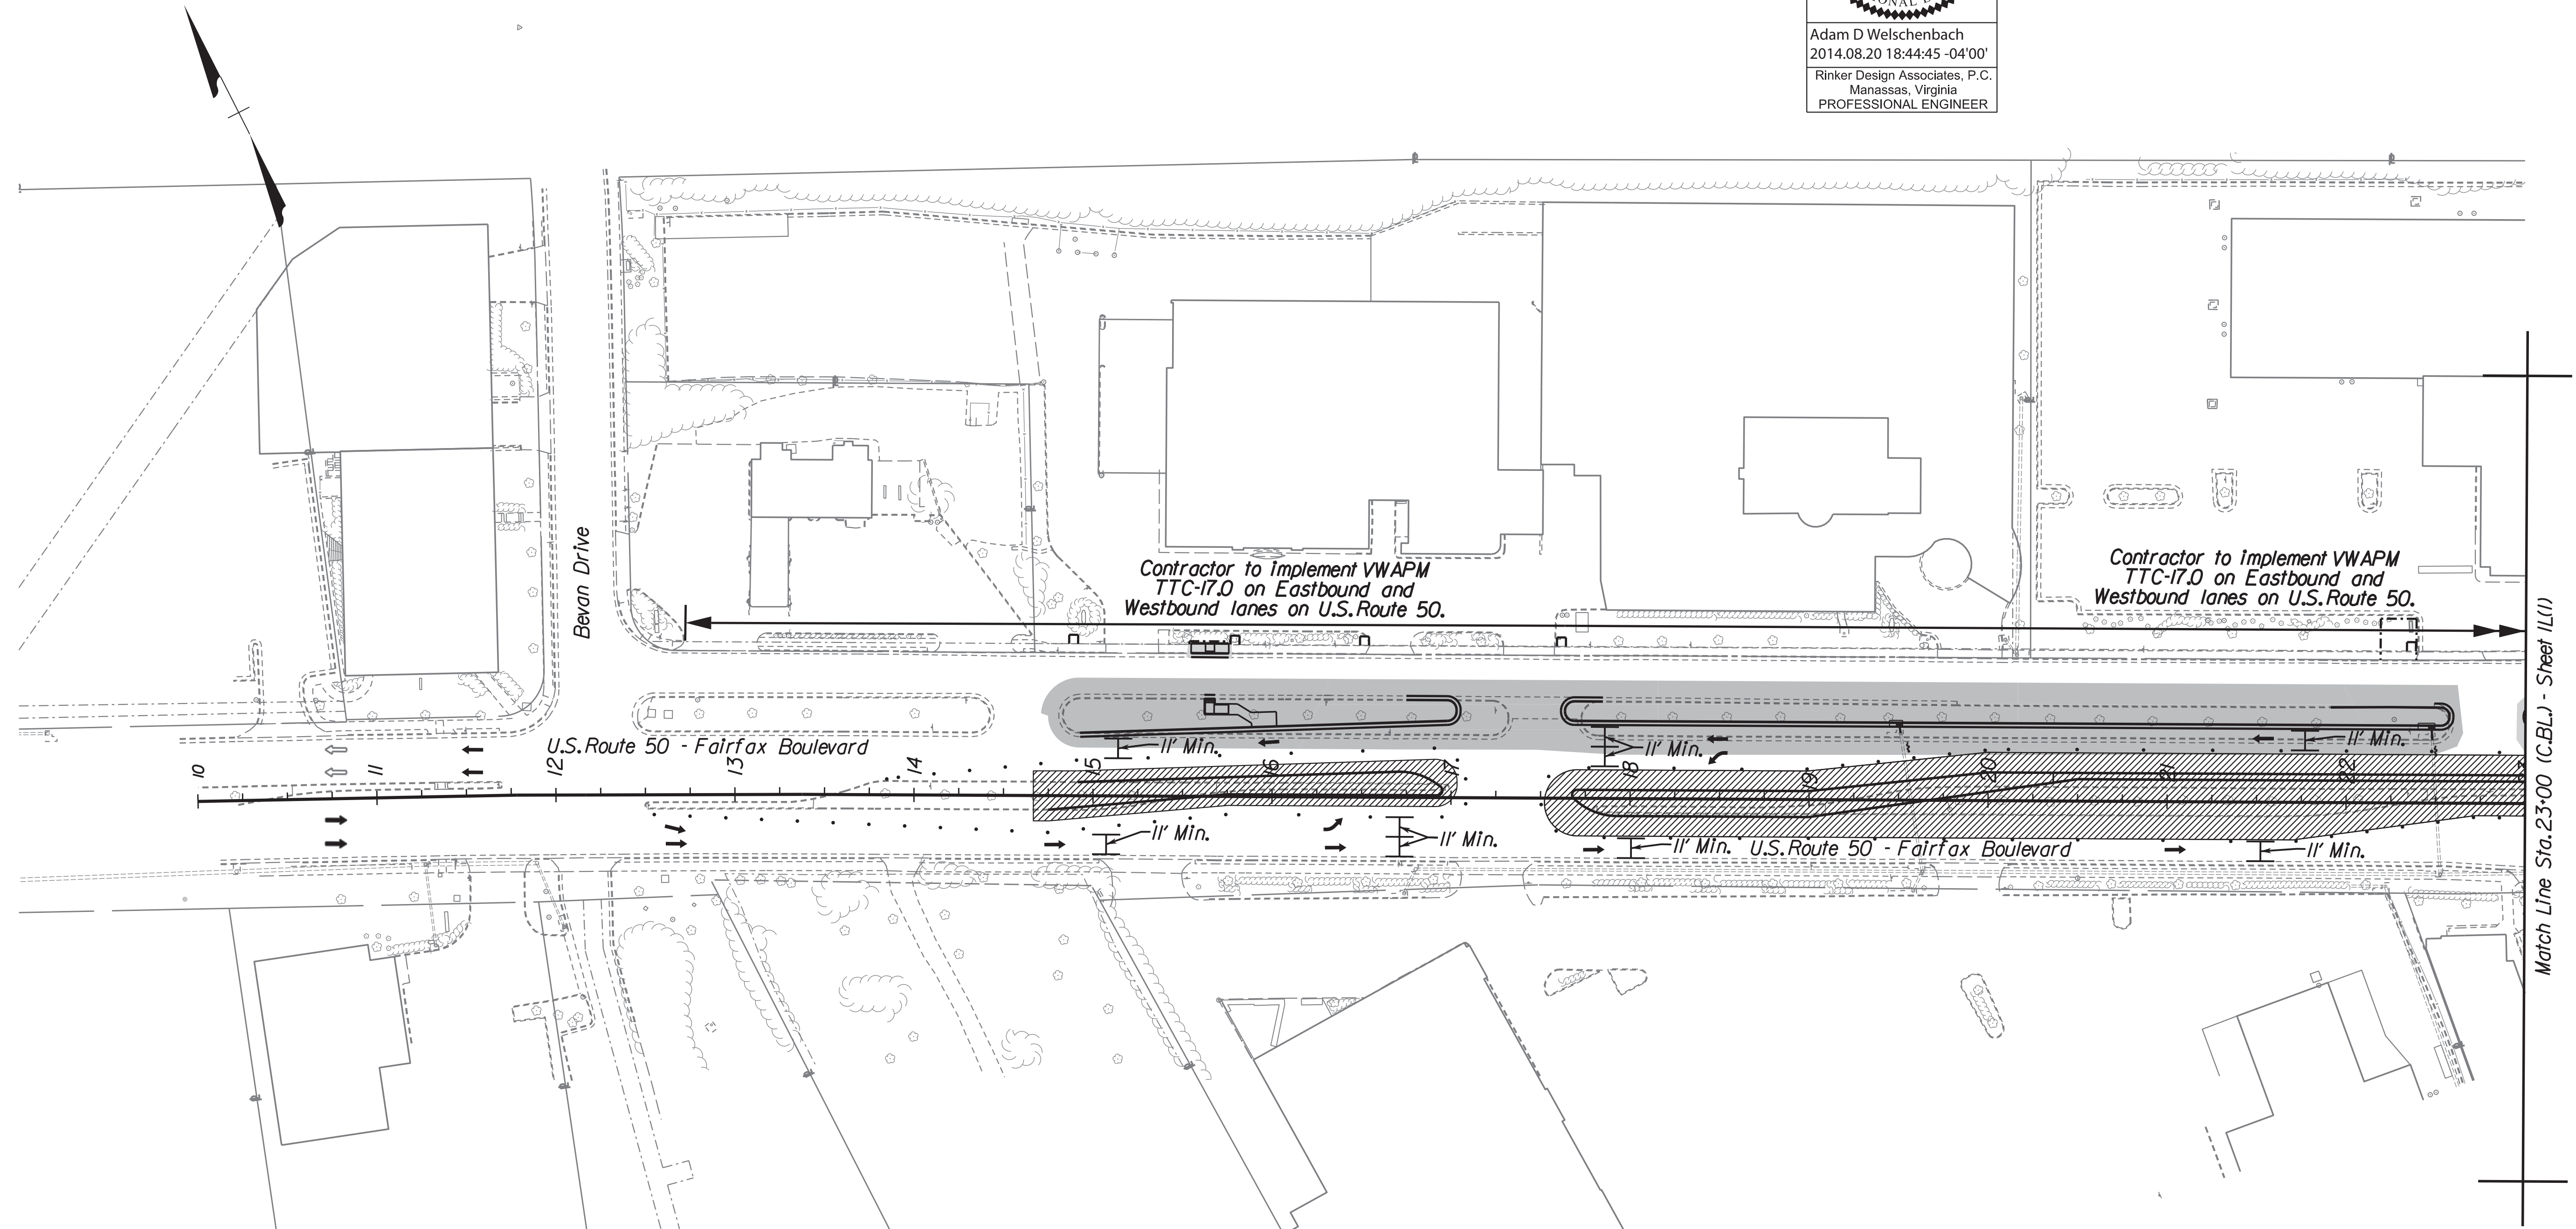 IONAL D
Adam D Welschenbach
2014.08.20 18:44:45 -04'00'
Rinker Design Associates, P.C.
Manassas, Virginia
PROFESSIONAL ENGINEER
Bevan Drive
Contractor to implement VWAPM
TTC-17.0 on Eastbound and
Westbound lanes on U.S. Route 50.
Contractor to implement VWAPM
TTC-17.0 on Eastbound and
Westbound lanes on U.S. Route 50.
U.S. Route 50 - Fairfax Boulevard
11' Min.
11' Min.
11' Min.
10
11
12
13
14
15
16
17
18
19
20
21
22
11' Min.
11' Min.
11' Min.
U.S. Route 50 - Fairfax Boulevard
11' Min.
Match Line Sta. 23+00 (C.BL.) - Sheet 1L(1)